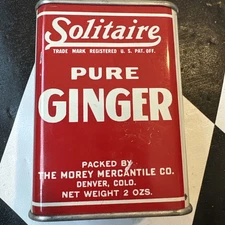 Solitaire
TRADE MARK REGISTERED U. S. PAT. OFF.
PURE
GINGER
PACKED BY
THE MOREY MERCANTILE CO.
DENVER, COLO.
NET WEIGHT 2 OZS.